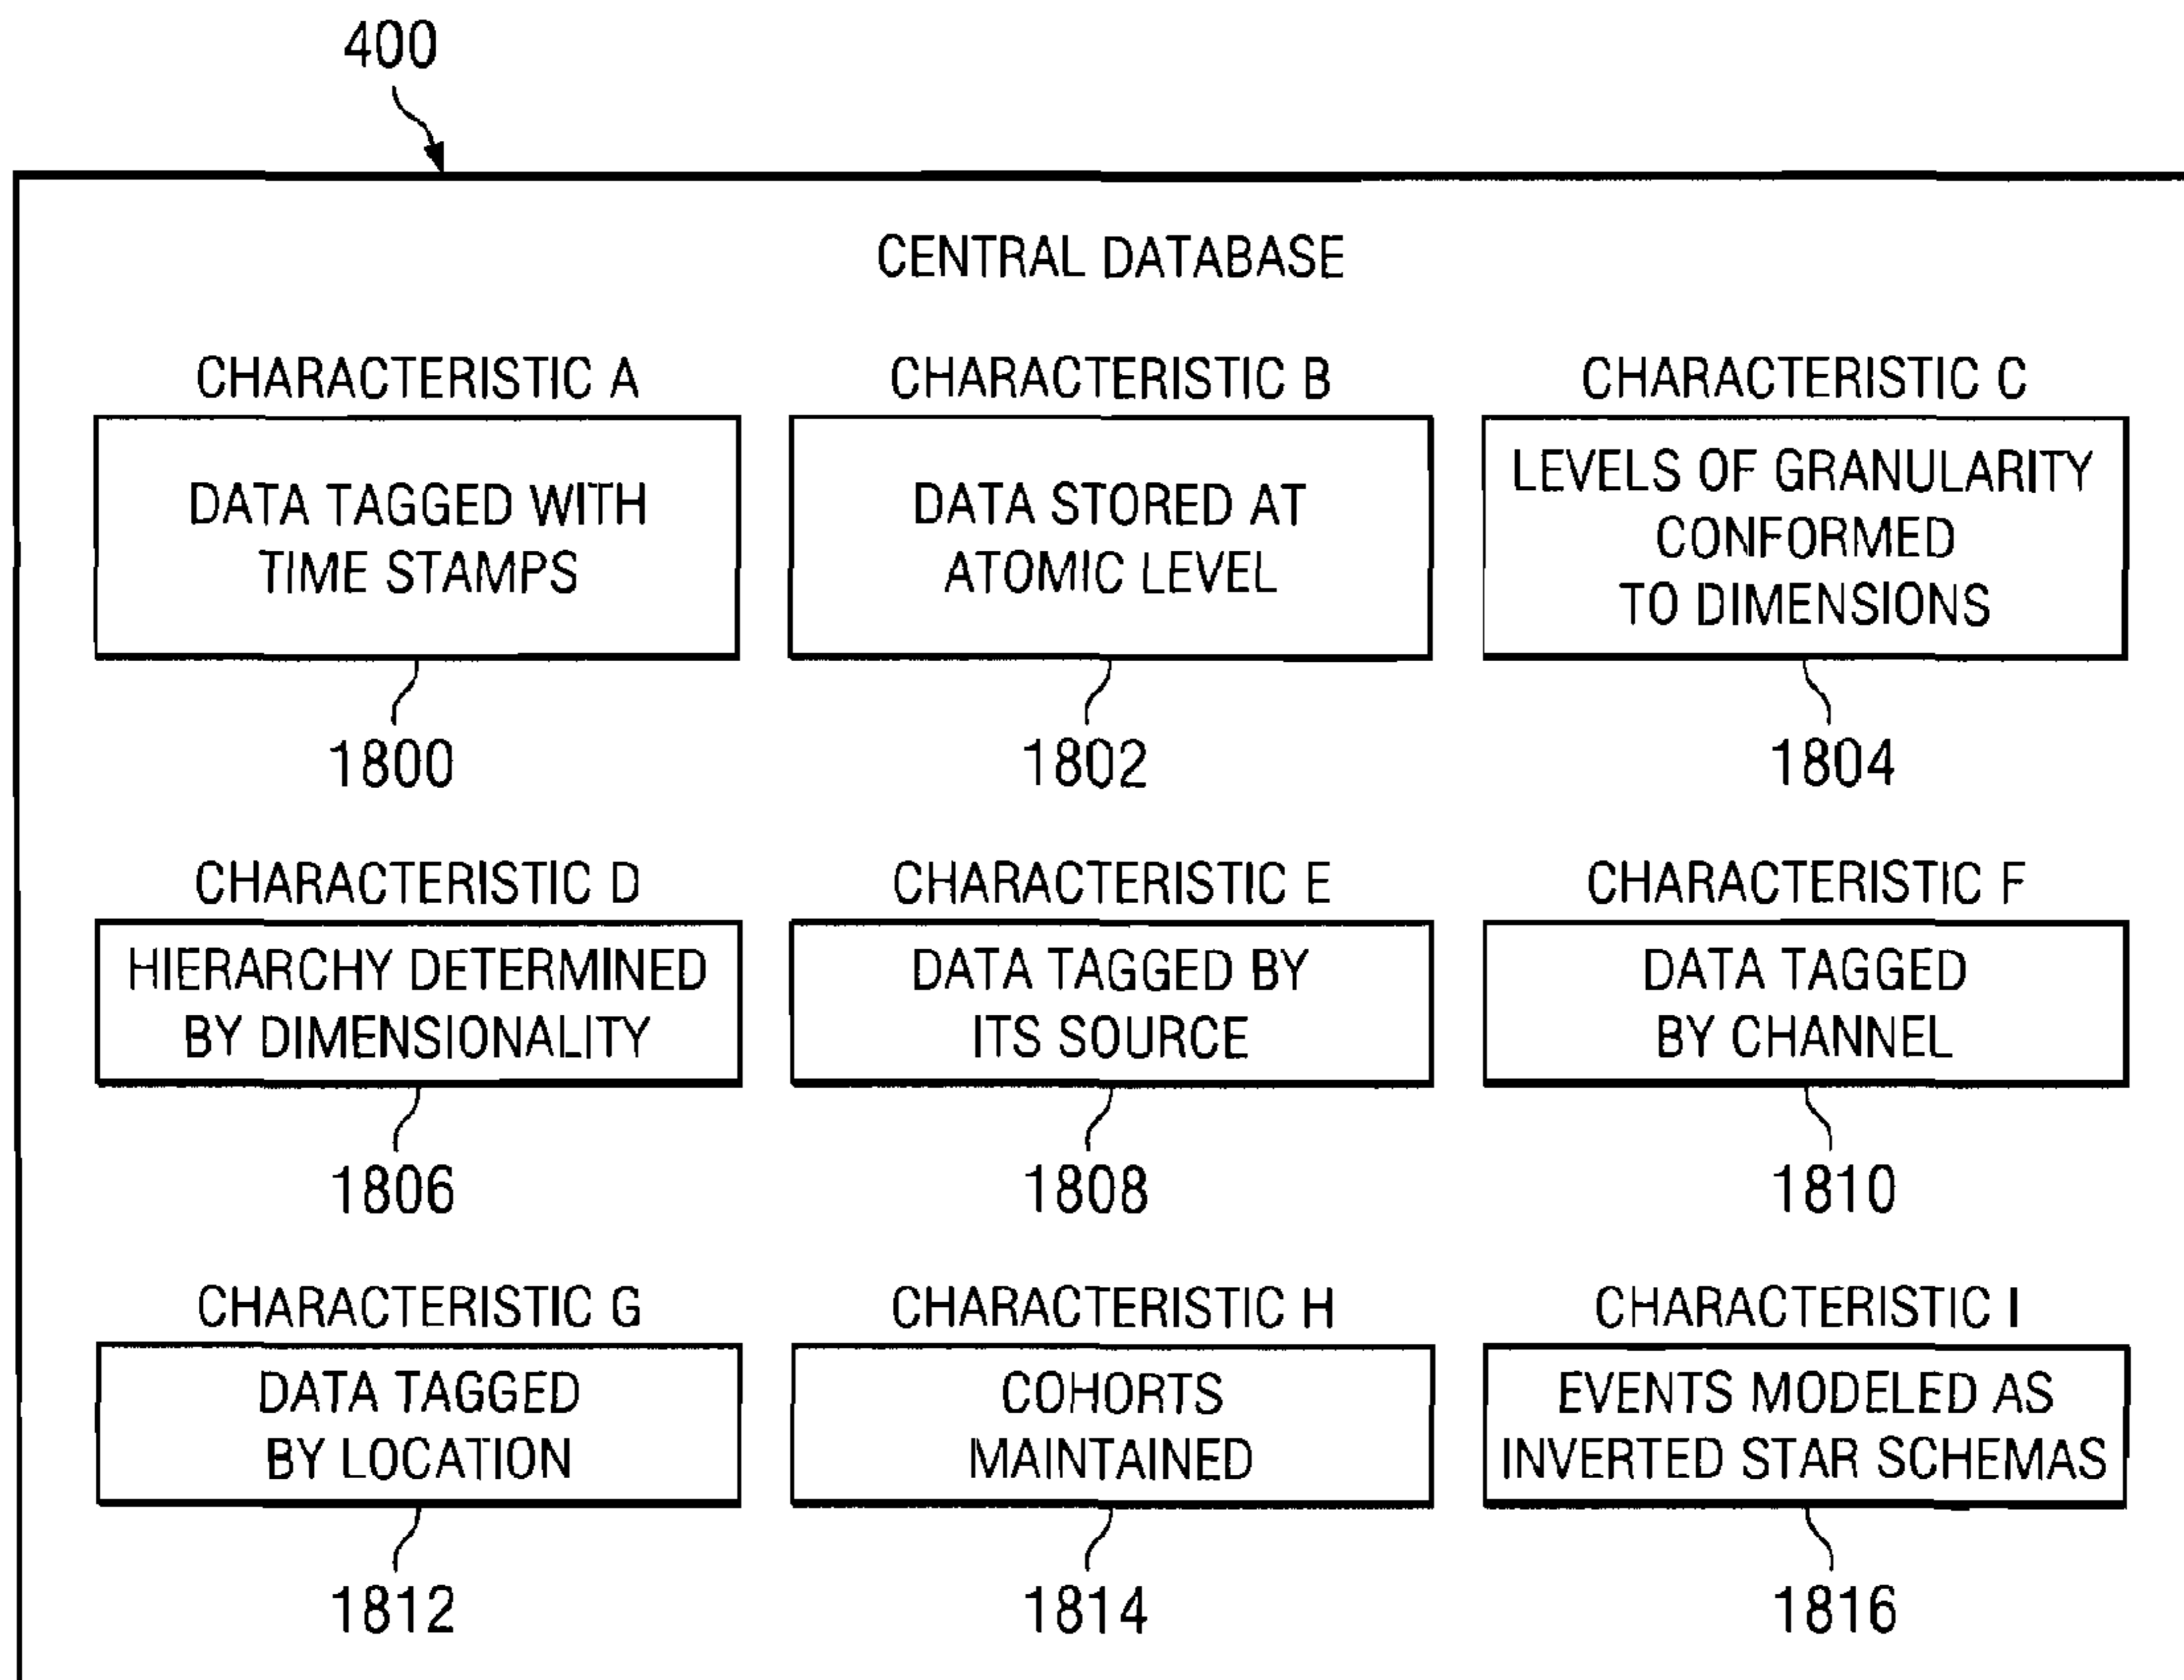 400
CENTRAL DATABASE
CHARACTERISTIC A
DATA TAGGED WITH
TIME STAMPS
1800
CHARACTERISTIC B
DATA STORED AT
ATOMIC LEVEL
1802
CHARACTERISTIC C
LEVELS OF GRANULARITY
CONFORMED
TO DIMENSIONS
1804
CHARACTERISTIC D
HIERARCHY DETERMINED
BY DIMENSIONALITY
1806
CHARACTERISTIC E
DATA TAGGED BY
ITS SOURCE
1808
CHARACTERISTIC F
DATA TAGGED
BY CHANNEL
1810
CHARACTERISTIC G
DATA TAGGED
BY LOCATION
1812
CHARACTERISTIC H
COHORTS
MAINTAINED
1814
CHARACTERISTIC I
EVENTS MODELED AS
INVERTED STAR SCHEMAS
1816